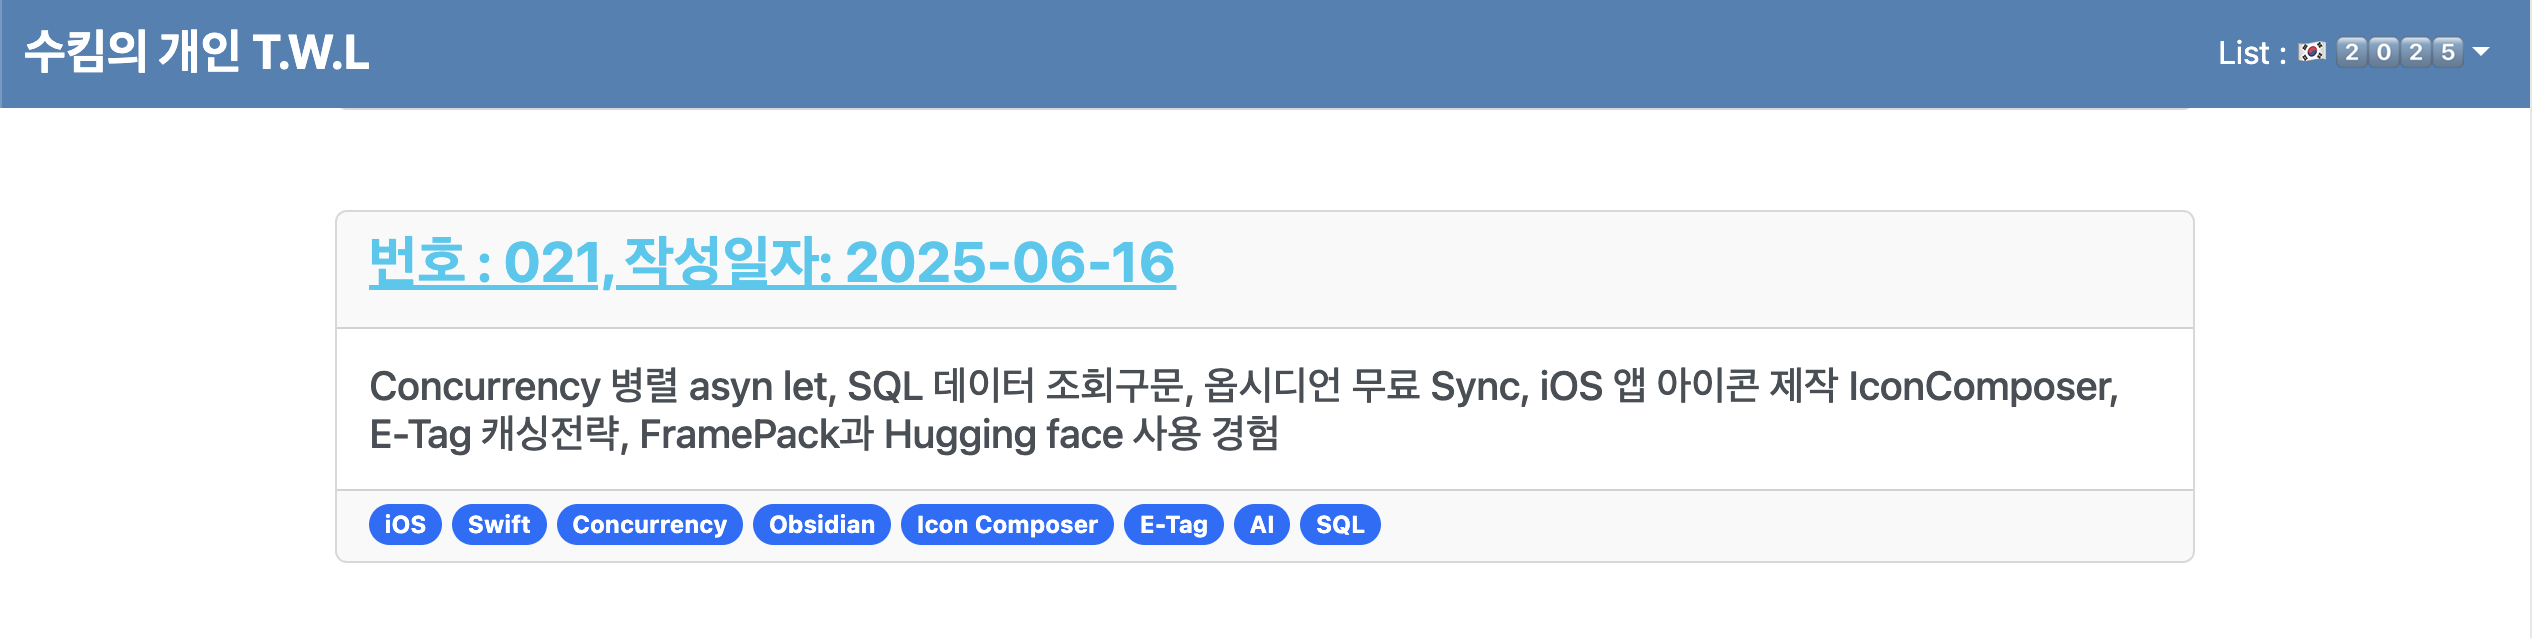 수킴의 개인 T.W.L
List : 🇰🇷 2️⃣0️⃣2️⃣5️⃣
번호 : 021, 작성일자: 2025-06-16
Concurrency 병렬 asyn let, SQL 데이터 조회구문, 옵시디언 무료 Sync, iOS 앱 아이콘 제작 IconComposer,
E-Tag 캐싱전략, FramePack과 Hugging face 사용 경험
iOS Swift Concurrency Obsidian Icon Composer E-Tag AI SQL